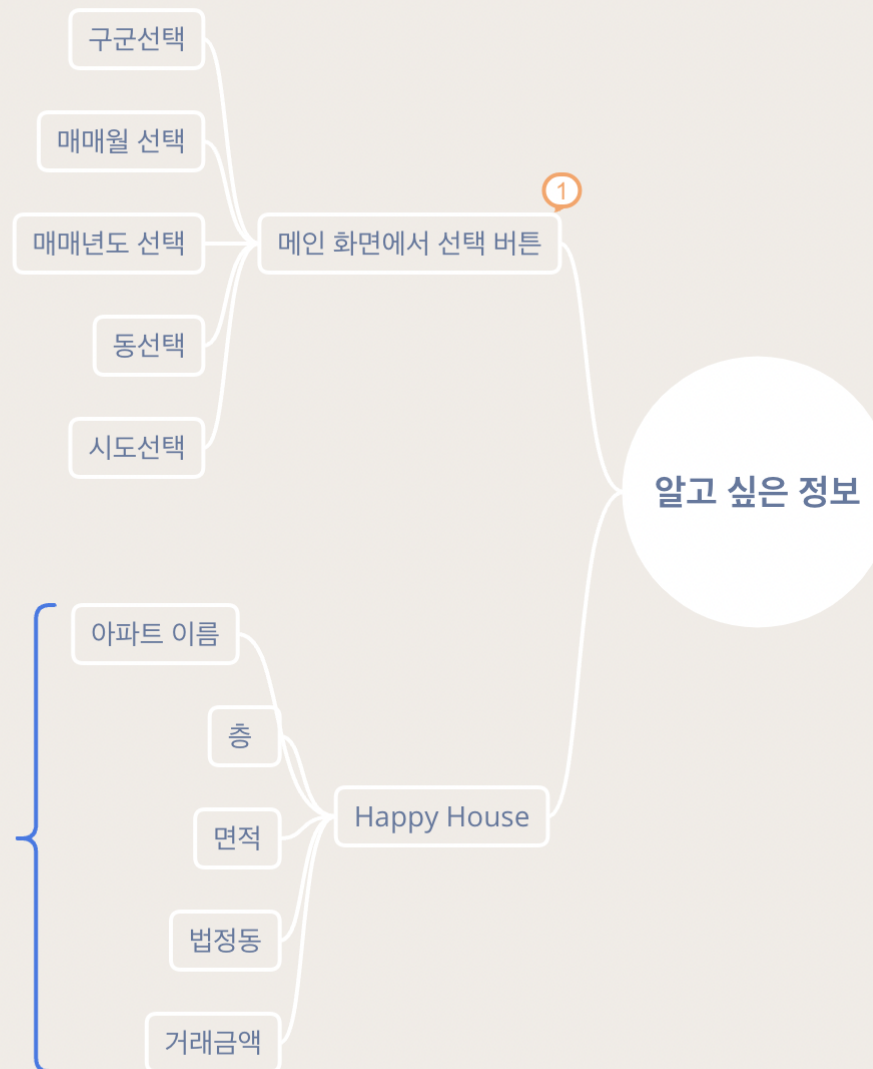 구군선택
매매월 선택
1
매매년도 선택
메인 화면에서 선택 버튼
동선택
시도선택
알고 싶은 정보
아파트 이름
층
Happy House
면적
법정동
거래금액